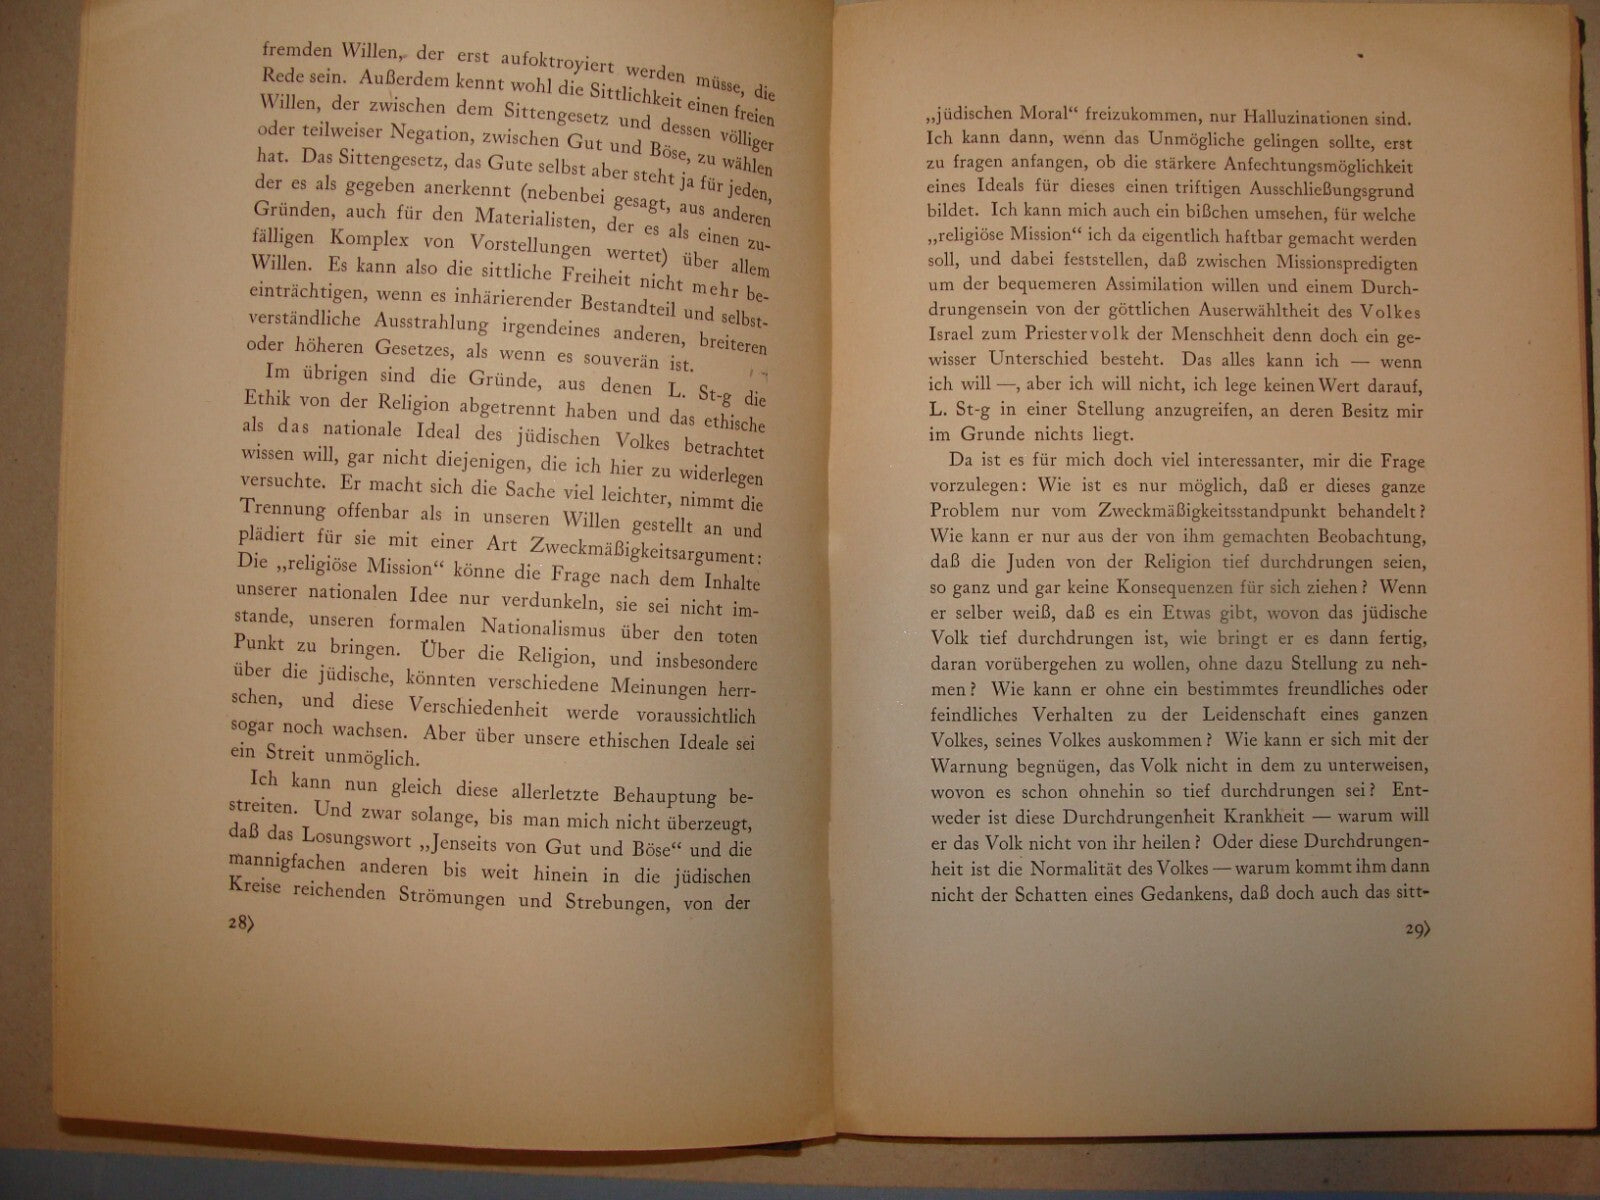 fremden Willen, der erst aufoktroyiert werden müsse, die
Rede sein. Außerdem kennt wohl die Sittlichkeit einen freien
Willen, der zwischen dem Sittengesetz und dessen völliger
oder teilweiser Negation, zwischen Gut und Böse, zu wählen
hat. Das Sittengesetz, das Gute selbst aber steht ja für jeden,
der es als gegeben anerkennt (nebenbei gesagt, aus anderen
Gründen, auch für den Materialisten, der es als einen zu-
fälligen Komplex von Vorstellungen wertet) über allem
Willen. Es kann also die sittliche Freiheit nicht mehr be-
einträchtigen, wenn es inhärierender Bestandteil und selbst-
verständliche Ausstrahlung irgendeines anderen, breiteren
oder höheren Gesetzes, als wenn es souverän ist.
Im übrigen sind die Gründe, aus denen L. St-g die
Ethik von der Religion abgetrennt haben und das ethische
als das nationale Ideal des jüdischen Volkes betrachtet
wissen will, gar nicht diejenigen, die ich hier zu widerlegen
versuchte. Er macht sich die Sache viel leichter, nimmt die
Trennung offenbar als in unseren Willen gestellt an und
plädiert für sie mit einer Art Zweckmäßigkeitsargument:
Die „religiöse Mission“ könne die Frage nach dem Inhalte
unserer nationalen Idee nur verdunkeln, sie sei nicht im-
stande, unseren formalen Nationalismus über den toten
Punkt zu bringen. Über die Religion, und insbesondere
über die jüdische, könnten verschiedene Meinungen herr-
schen, und diese Verschiedenheit werde voraussichtlich
sogar noch wachsen. Aber über unsere ethischen Ideale sei
ein Streit unmöglich.
Ich kann nun gleich diese allerletzte Behauptung be-
streiten. Und zwar solange, bis man mich nicht überzeugt,
daß das Losungswort „Jenseits von Gut und Böse“ und die
mannigfachen anderen bis weit hinein in die jüdischen
Kreise reichenden Strömungen und Strebungen, von der
28⟩
„jüdischen Moral“ freizukommen, nur Halluzinationen sind.
Ich kann dann, wenn das Unmögliche gelingen sollte, erst
zu fragen anfangen, ob die stärkere Anfechtungsmöglichkeit
eines Ideals für dieses einen triftigen Ausschließungsgrund
bildet. Ich kann mich auch ein bißchen umsehen, für welche
„religiöse Mission“ ich da eigentlich haftbar gemacht werden
soll, und dabei feststellen, daß zwischen Missionspredigten
um der bequemeren Assimilation willen und einem Durch-
drungensein von der göttlichen Auserwähltheit des Volkes
Israel zum Priestervolk der Menschheit denn doch ein ge-
wisser Unterschied besteht. Das alles kann ich — wenn
ich will —, aber ich will nicht, ich lege keinen Wert darauf,
L. St-g in einer Stellung anzugreifen, an deren Besitz mir
im Grunde nichts liegt.
Da ist es für mich doch viel interessanter, mir die Frage
vorzulegen: Wie ist es nur möglich, daß er dieses ganze
Problem nur vom Zweckmäßigkeitsstandpunkt behandelt?
Wie kann er nur aus der von ihm gemachten Beobachtung,
daß die Juden von der Religion tief durchdrungen seien,
so ganz und gar keine Konsequenzen für sich ziehen? Wenn
er selber weiß, daß es ein Etwas gibt, wovon das jüdische
Volk tief durchdrungen ist, wie bringt er es dann fertig,
daran vorübergehen zu wollen, ohne dazu Stellung zu neh-
men? Wie kann er ohne ein bestimmtes freundliches oder
feindliches Verhalten zu der Leidenschaft eines ganzen
Volkes, seines Volkes auskommen? Wie kann er sich mit der
Warnung begnügen, das Volk nicht in dem zu unterweisen,
wovon es schon ohnehin so tief durchdrungen sei? Ent-
weder ist diese Durchdrungenheit Krankheit — warum will
er das Volk nicht von ihr heilen? Oder diese Durchdrungen-
heit ist die Normalität des Volkes — warum kommt ihm dann
nicht der Schatten eines Gedankens, daß doch auch das sitt-
29⟩